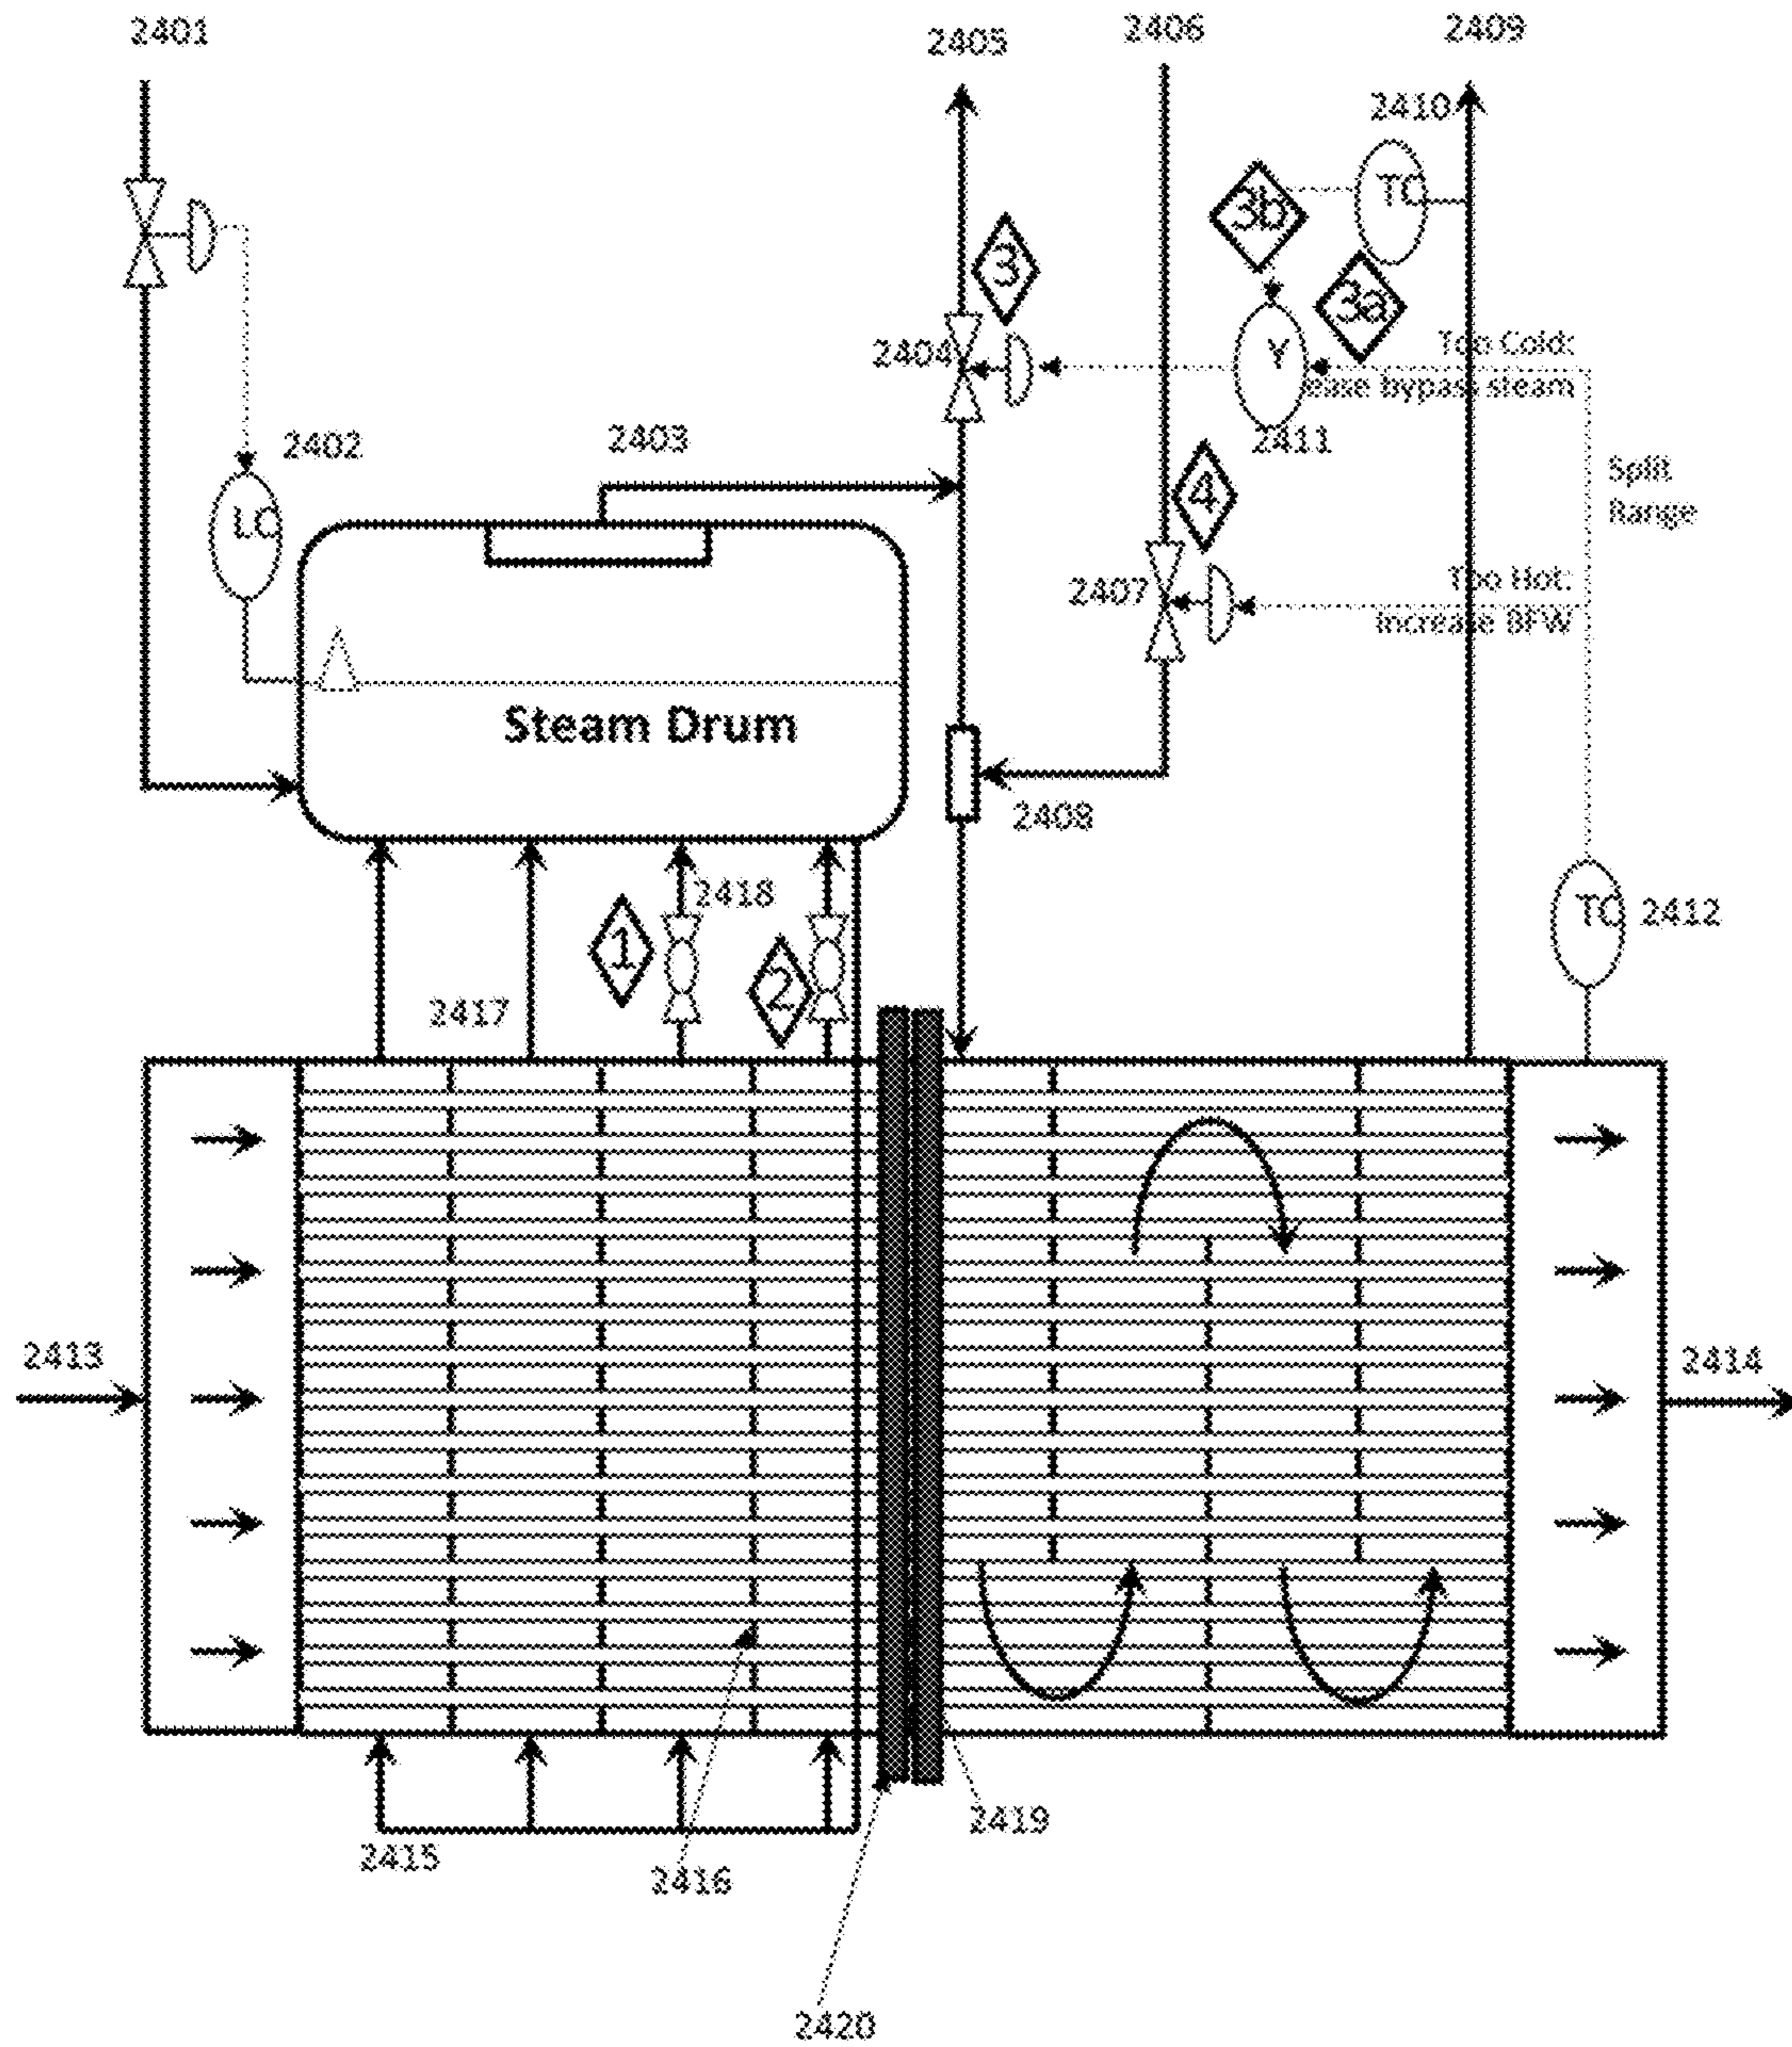 2401
2405
2406
2409
2410
TC
3b
3
3a
2404
Y
Too Cold:
ease bypass steam
2411
2402
2403
Split
Range
4
LC
2407
Too Hot:
increase BFW
Steam Drum
2408
2418
1
2
TC
2412
2417
2413
2414
2419
2415
2416
2420